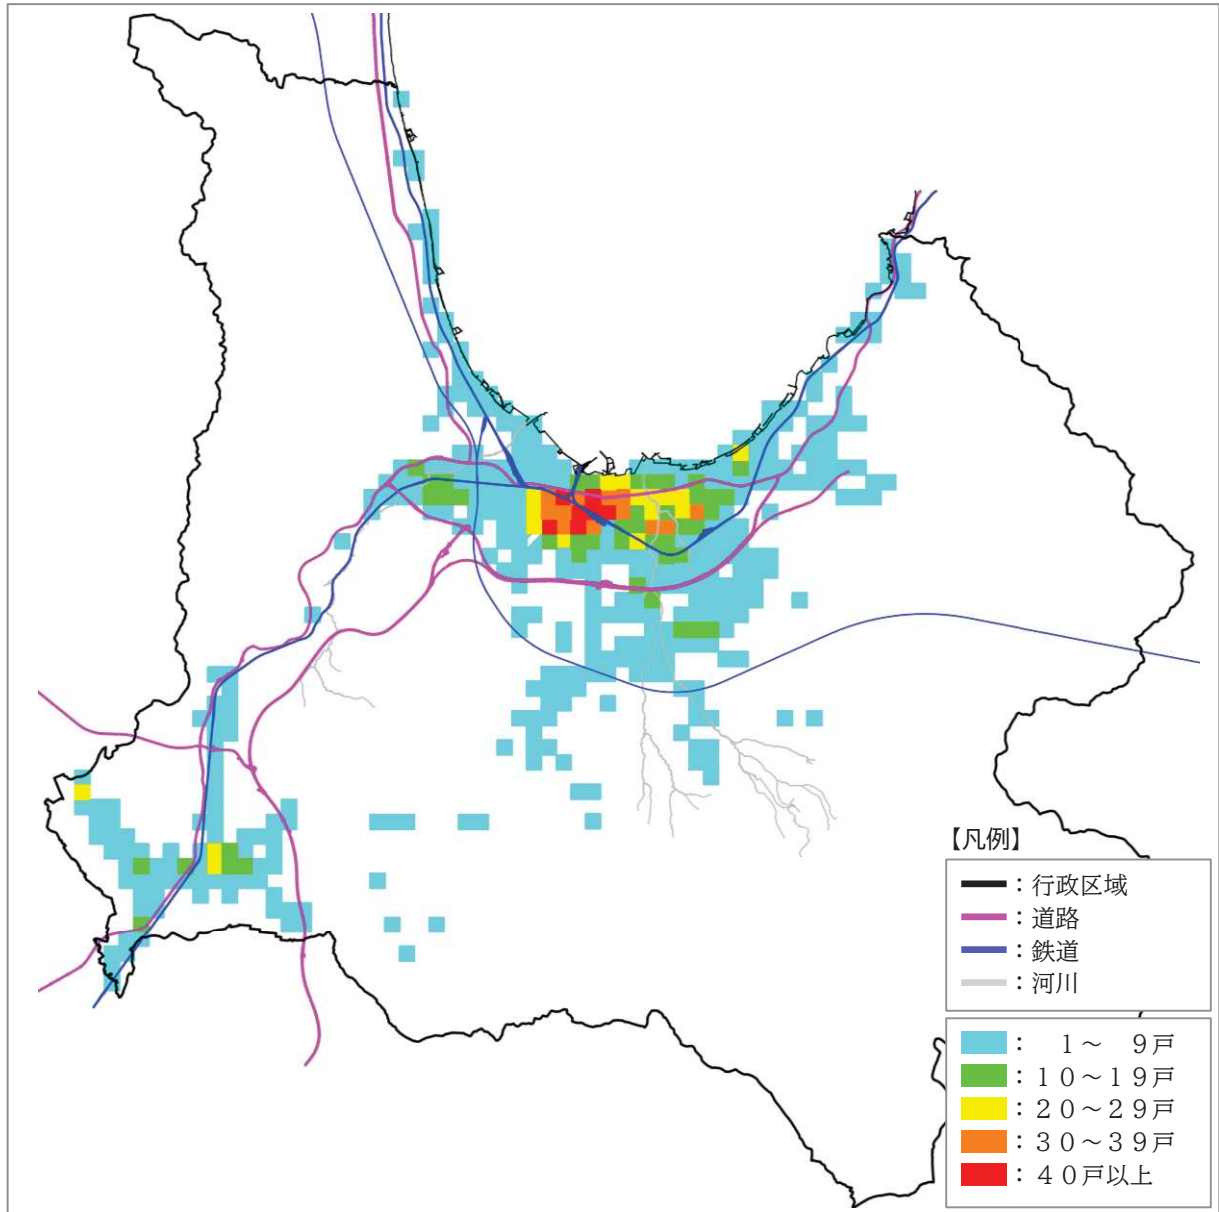 【凡例】
：行政区域
：道路
：鉄道
：河川
：　１～　９戸
：１０～１９戸
：２０～２９戸
：３０～３９戸
：４０戸以上